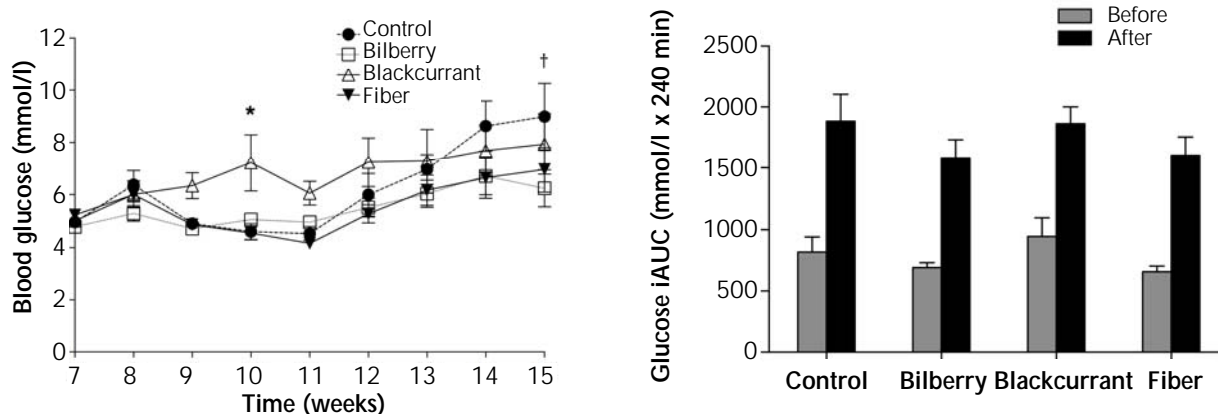 Blood glucose (mmol/l)
12
10
8
6
4
2
0
7 8 9 10 11 12 13 14 15
Time (weeks)
Control
Bilberry
Blackcurrant
Fiber
*
†
Glucose iAUC (mmol/l x 240 min)
2500
2000
1500
1000
500
0
Before
After
Control Bilberry Blackcurrant Fiber